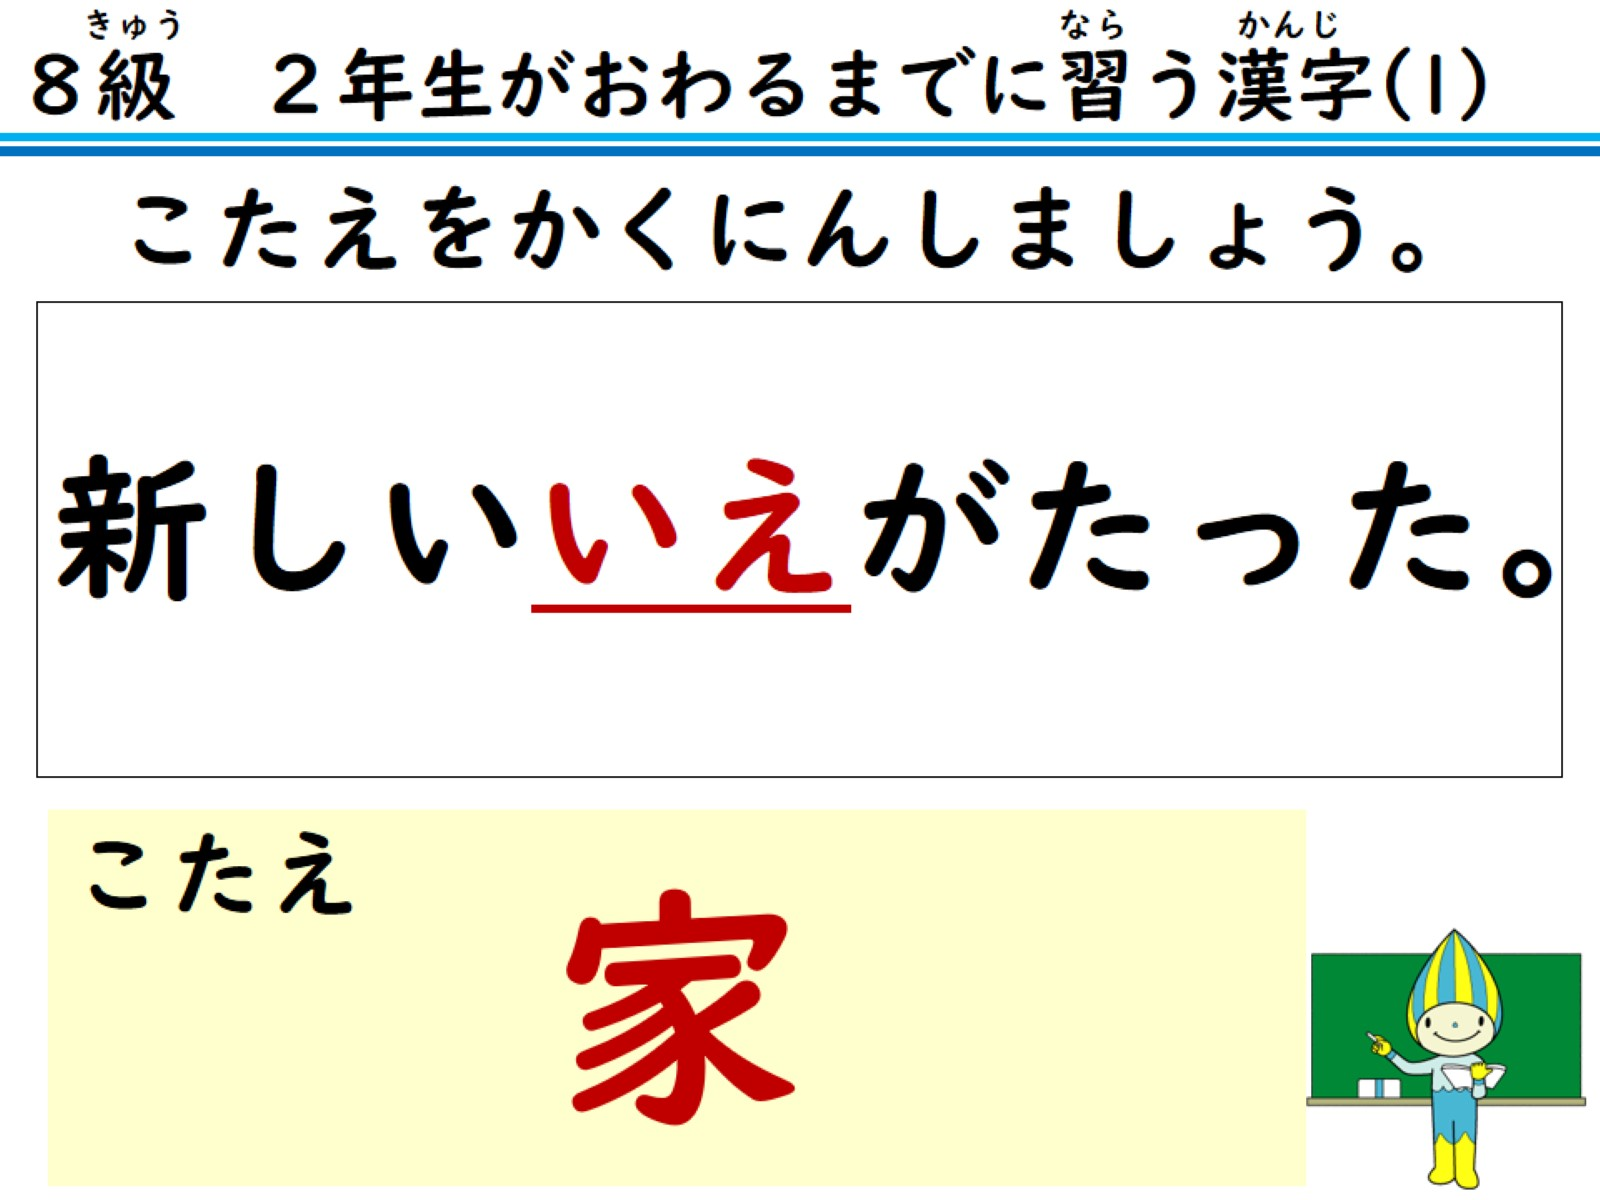 きゅう なら かんじ
８級 ２年生がおわるまでに習う漢字(1)
こたえをかくにんしましょう。
新しいいえがたった。
こたえ
家